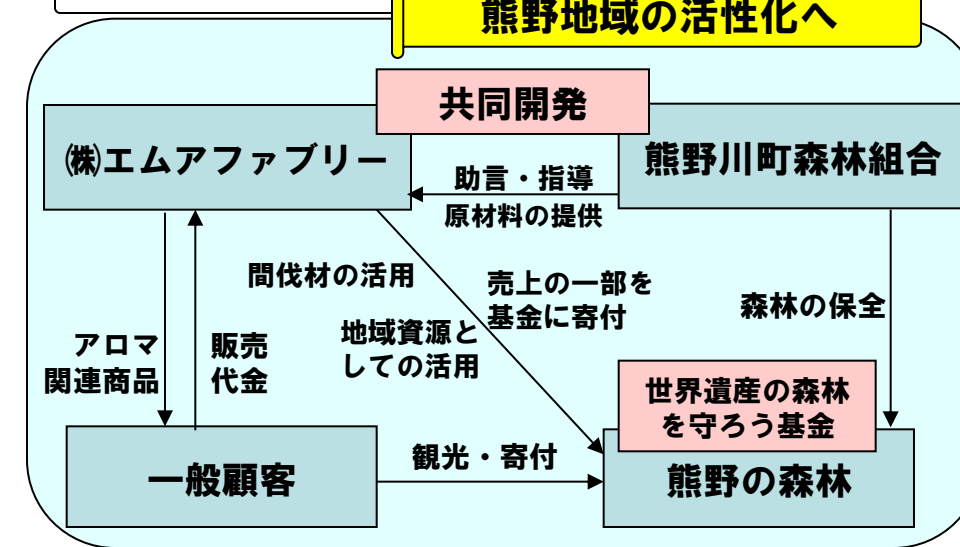 熊野地域の活性化へ
共同開発
㈱エムアファブリー
熊野川町森林組合
助言・指導
原材料の提供
間伐材の活用
売上の一部を
基金に寄付
地域資源と
しての活用
森林の保全
アロマ
関連商品
販売
代金
世界遺産の森林
を守ろう基金
一般顧客
観光・寄付
熊野の森林